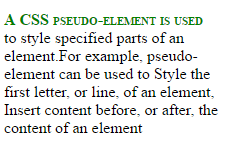 A CSS PSEUDO-ELEMENT IS USED
to style specified parts of an
element.For example, pseudo-
element can be used to Style the
first letter, or line, of an element,
Insert content before, or after, the
content of an element